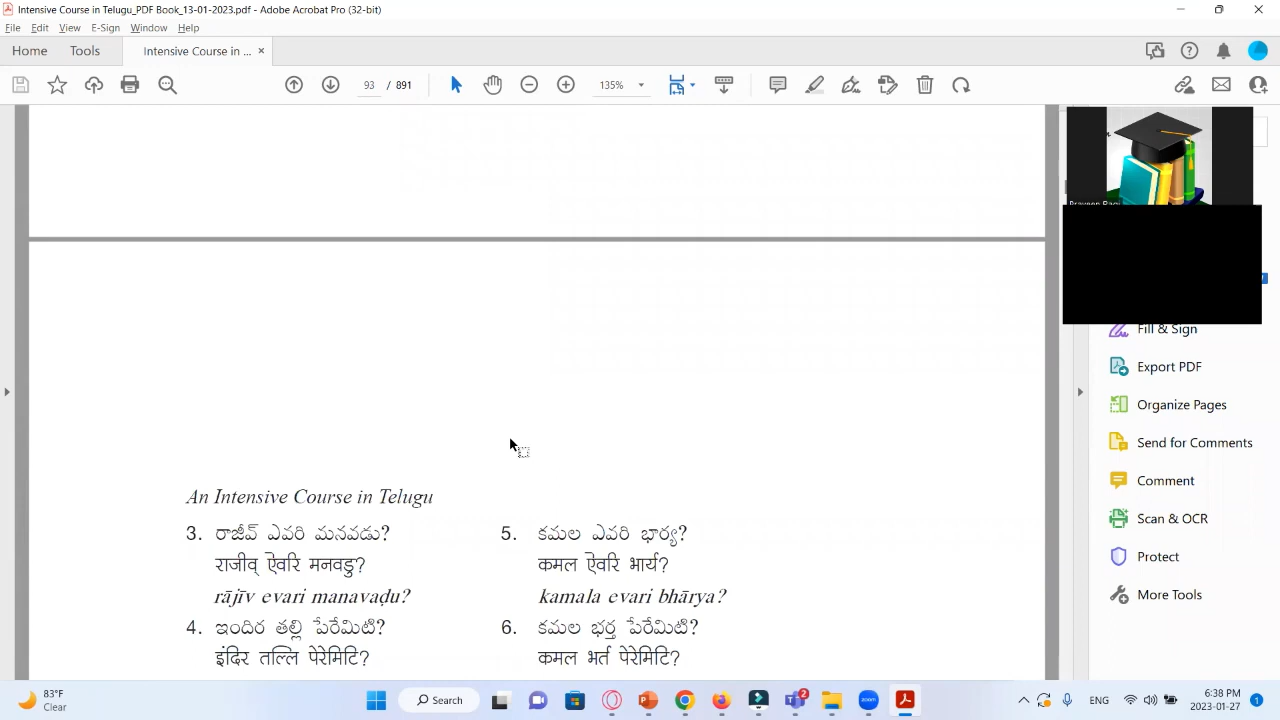 Intensive Course in Telugu_PDF Book_13-01-2023.pdf - Adobe Acrobat Pro (32-bit)
File Edit View E-Sign Window Help
Home Tools Intensive Course in ... ×
93 / 891 135%
Fill & Sign
Export PDF
Organize Pages
Send for Comments
Comment
Scan & OCR
Protect
More Tools
An Intensive Course in Telugu
3. రాజీవ్ ఎవరి మనవడు?
राजीव् ऐवरि मनवडु?
rājīv evari manavaḍu?
4. ఇందిర తల్లి పేరేమిటి?
इंदिर तल्लि पेरेमिटि?
5. కమల ఎవరి భార్య?
कमल ऐवरि भार्य?
kamala evari bhārya?
6. కమల భర్త పేరేమిటి?
कमल भर्त पेरेमिटि?
83°F
Clear
Search
zoom
2
ENG
6:38 PM
2023-01-27
1